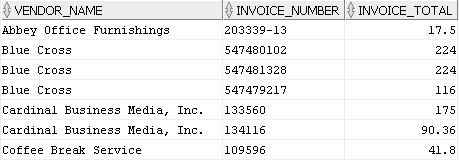 VENDOR_NAME INVOICE_NUMBER INVOICE_TOTAL
Abbey Office Furnishings 203339-13 17.5
Blue Cross 547480102 224
Blue Cross 547481328 224
Blue Cross 547479217 116
Cardinal Business Media, Inc. 133560 175
Cardinal Business Media, Inc. 134116 90.36
Coffee Break Service 109596 41.8